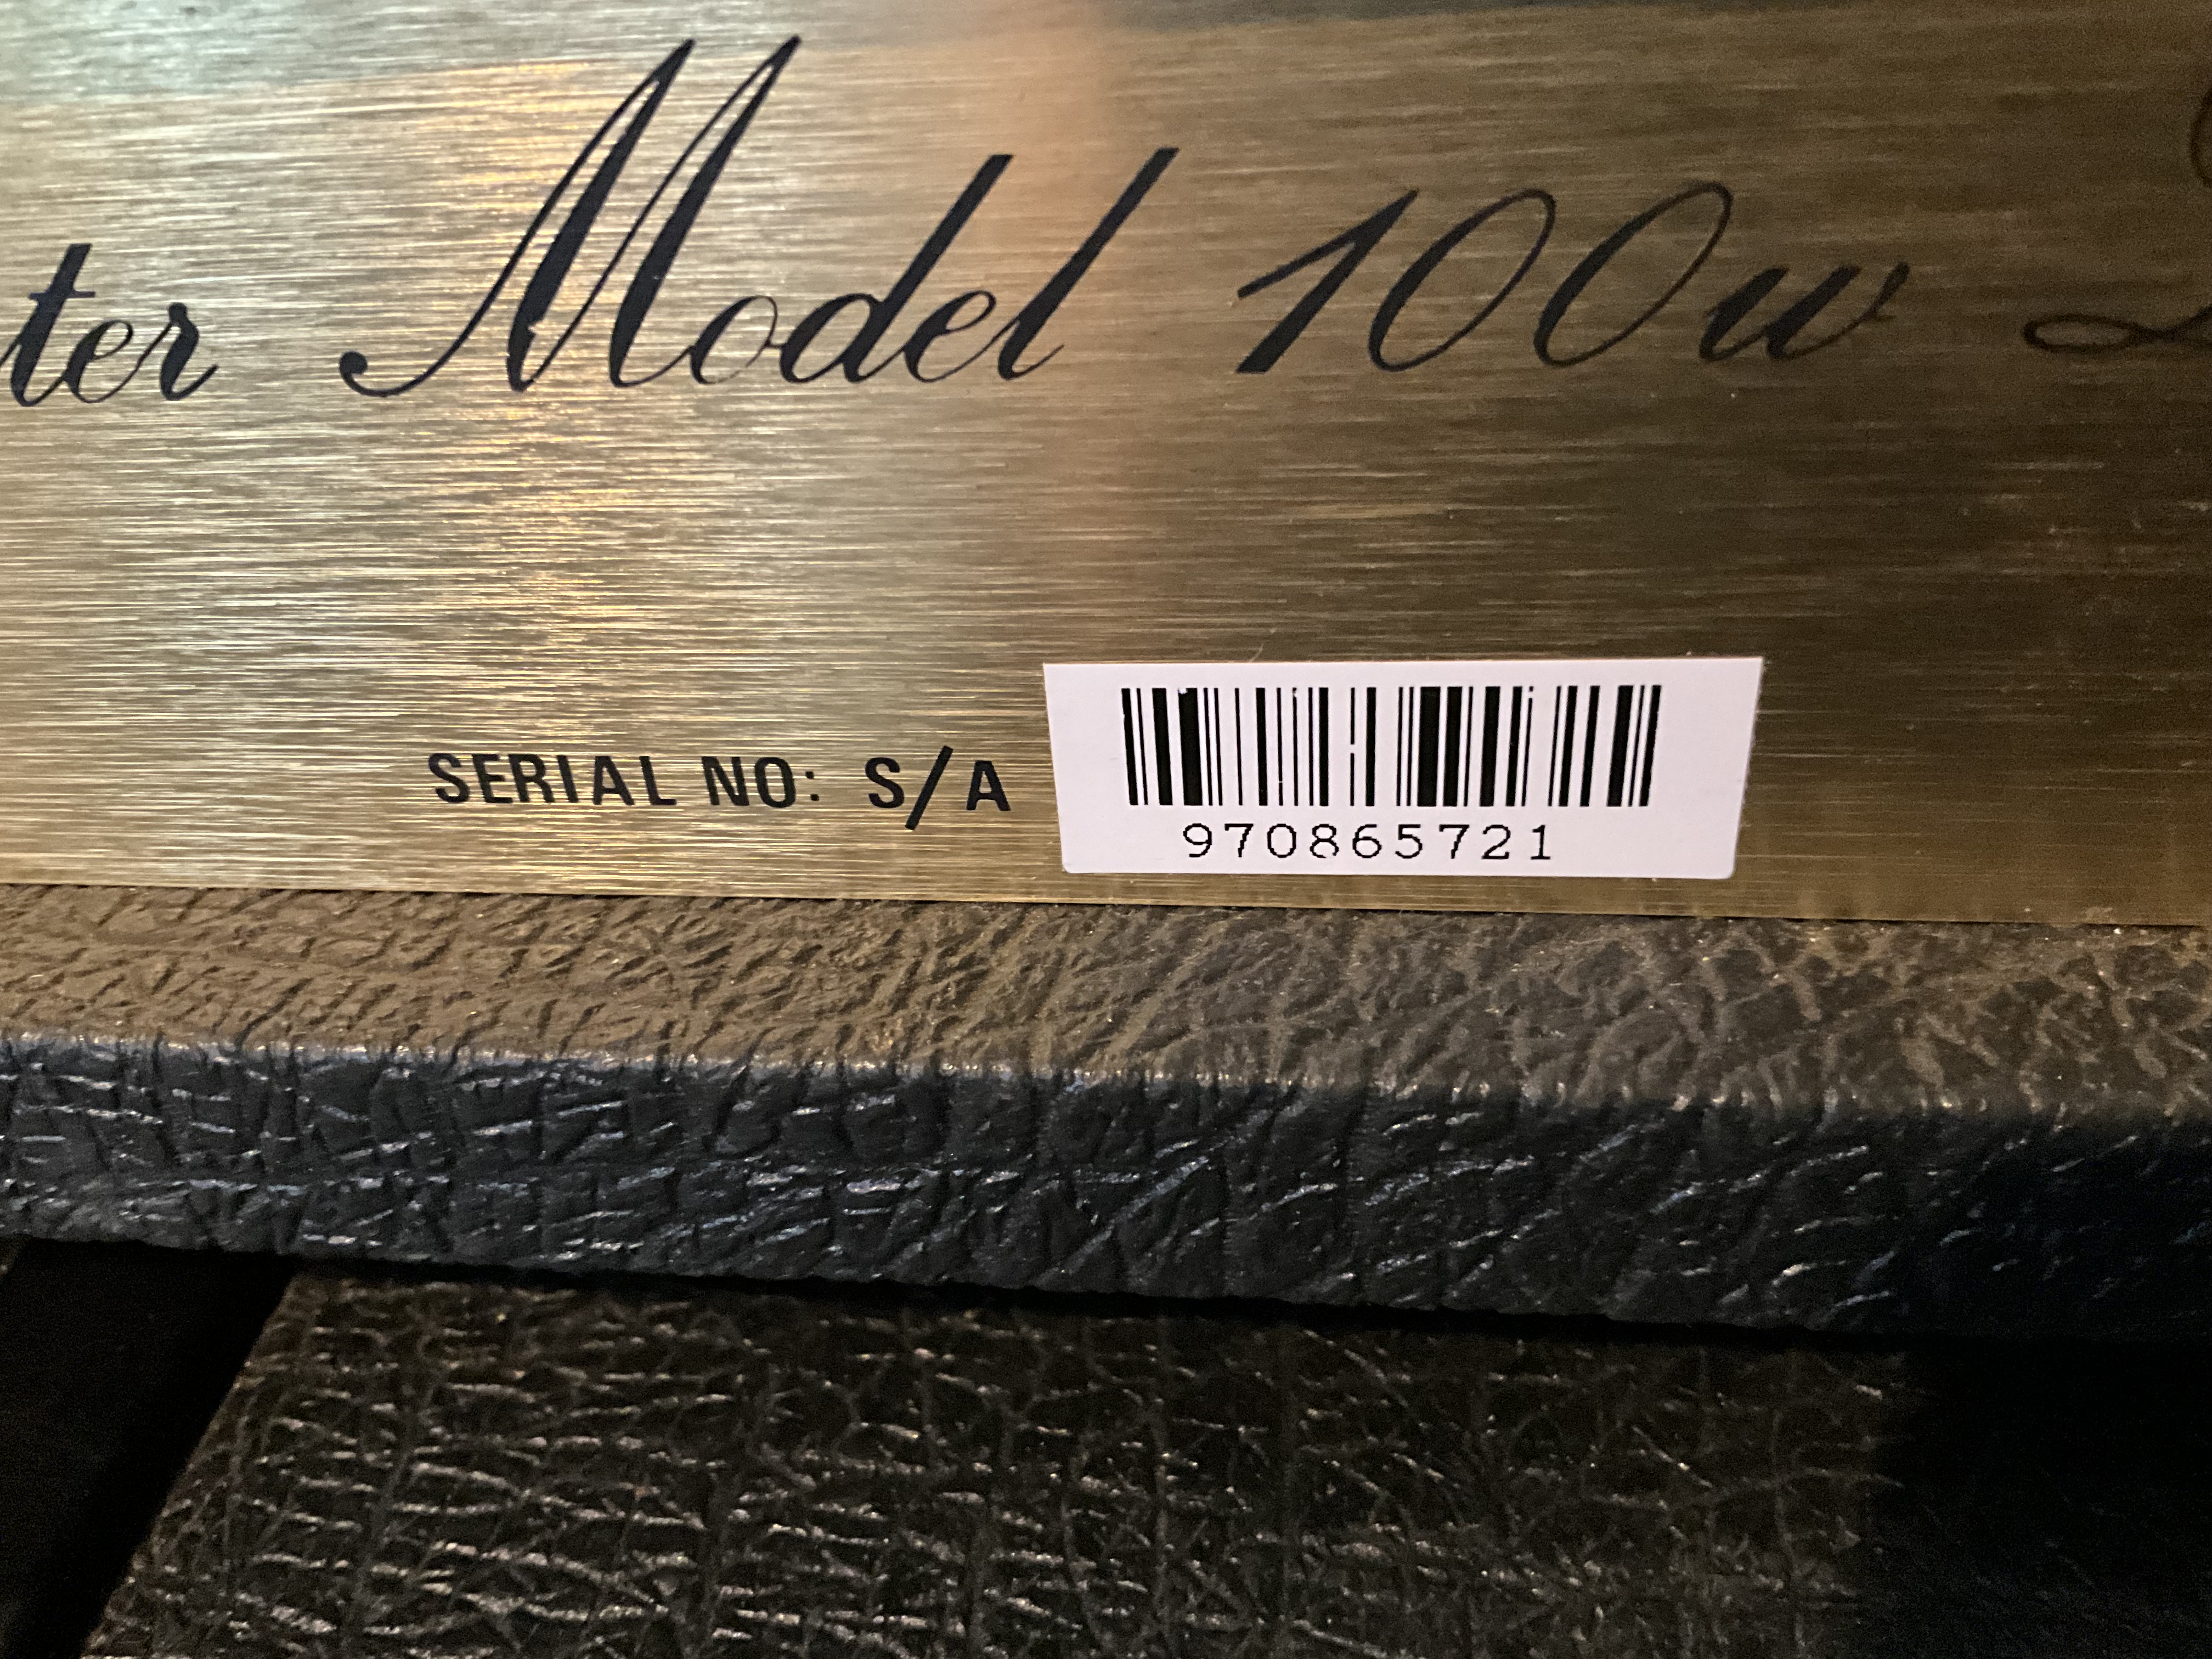 ter Model 100w
SERIAL NO: S/A
970865721